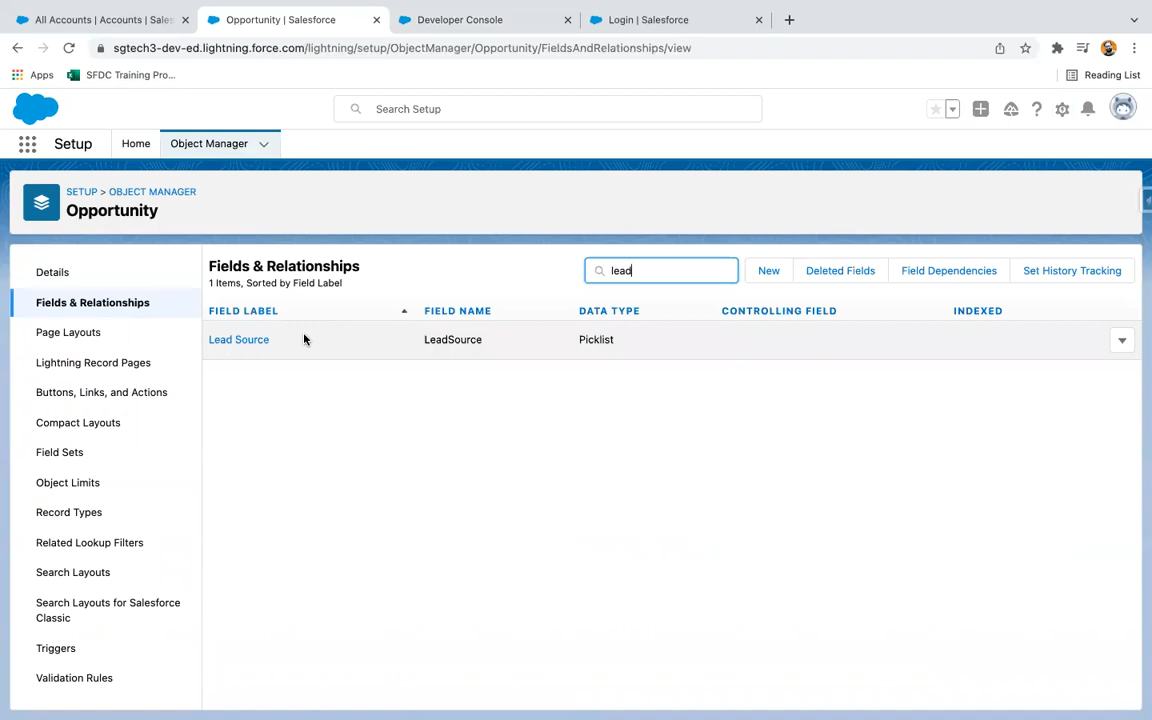 All Accounts | Accounts | Sales
Opportunity | Salesforce
Developer Console
Login | Salesforce
sgtech3-dev-ed.lightning.force.com/lightning/setup/ObjectManager/Opportunity/FieldsAndRelationships/view
Apps
SFDC Training Pro...
Reading List
Search Setup
Setup
Home
Object Manager
SETUP > OBJECT MANAGER
Opportunity
Details
Fields & Relationships
Page Layouts
Lightning Record Pages
Buttons, Links, and Actions
Compact Layouts
Field Sets
Object Limits
Record Types
Related Lookup Filters
Search Layouts
Search Layouts for Salesforce
Classic
Triggers
Validation Rules
Fields & Relationships
1 Items, Sorted by Field Label
lead
New
Deleted Fields
Field Dependencies
Set History Tracking
FIELD LABEL FIELD NAME DATA TYPE CONTROLLING FIELD INDEXED
Lead Source LeadSource Picklist